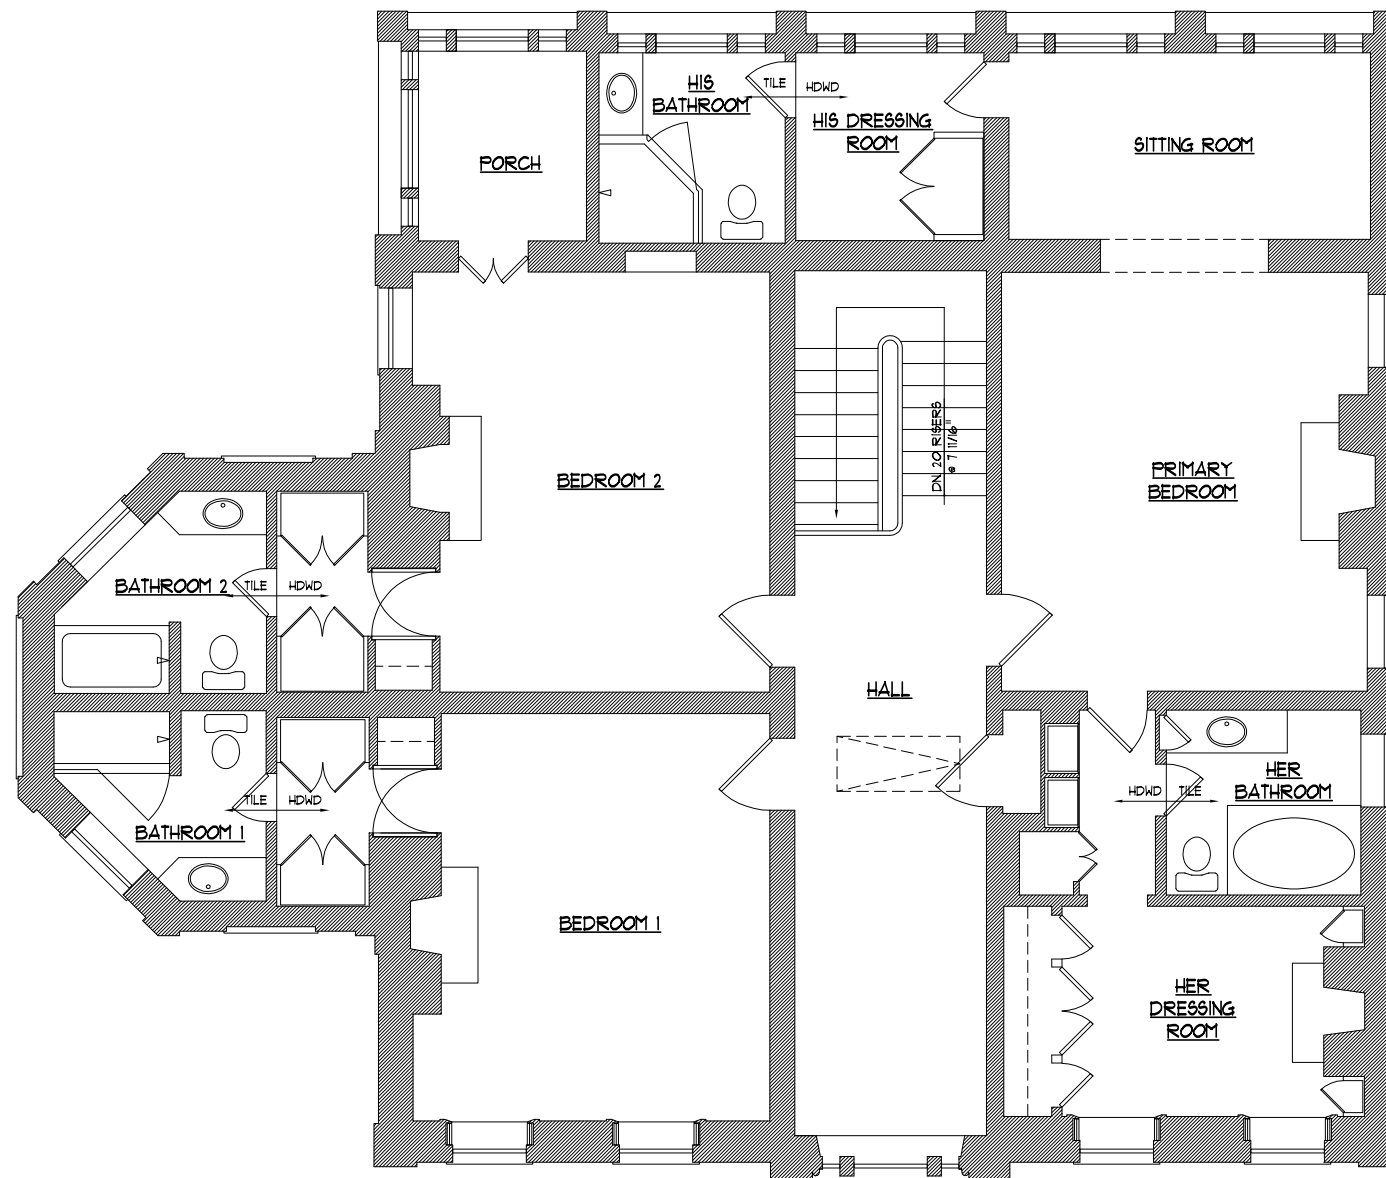 HIS
BATHROOM
TILE
HDWD
HIS DRESSING
ROOM
SITTING ROOM
PORCH
BEDROOM 2
DN. 20 RISERS
@ 7 11/16"
PRIMARY
BEDROOM
BATHROOM 2
TILE
HDWD
HALL
BATHROOM 1
TILE
HDWD
HDWD
TILE
HER
BATHROOM
BEDROOM 1
HER
DRESSING
ROOM